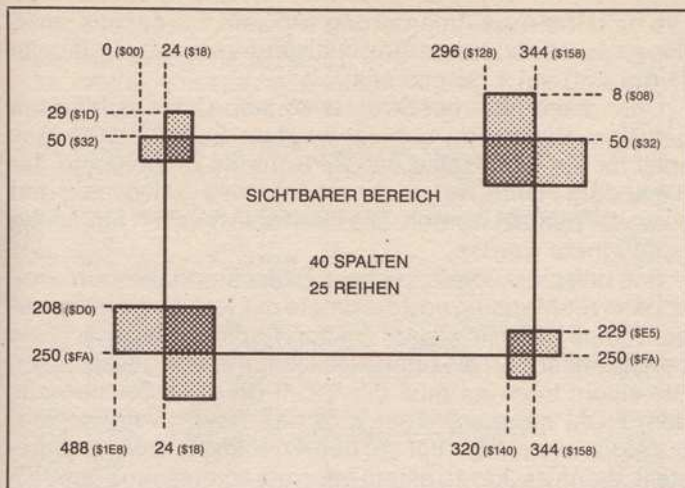 0 ($00) 24 ($18) 296 ($128) 344 ($158)
29 ($1D) 8 ($08)
50 ($32) 50 ($32)
SICHTBARER BEREICH
40 SPALTEN
25 REIHEN
208 ($D0) 229 ($E5)
250 ($FA) 250 ($FA)
488 ($1E8) 24 ($18) 320 ($140) 344 ($158)